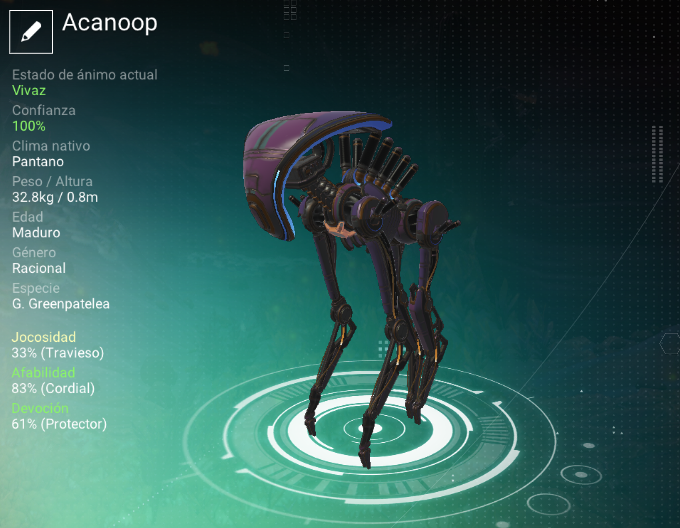 Acanoop
Estado de ánimo actual
Vivaz
Confianza
100%
Clima nativo
Pantano
Peso / Altura
32.8kg / 0.8m
Edad
Maduro
Género
Racional
Especie
G. Greenpatelea
Jocosidad
33% (Travieso)
Afabilidad
83% (Cordial)
Devoción
61% (Protector)